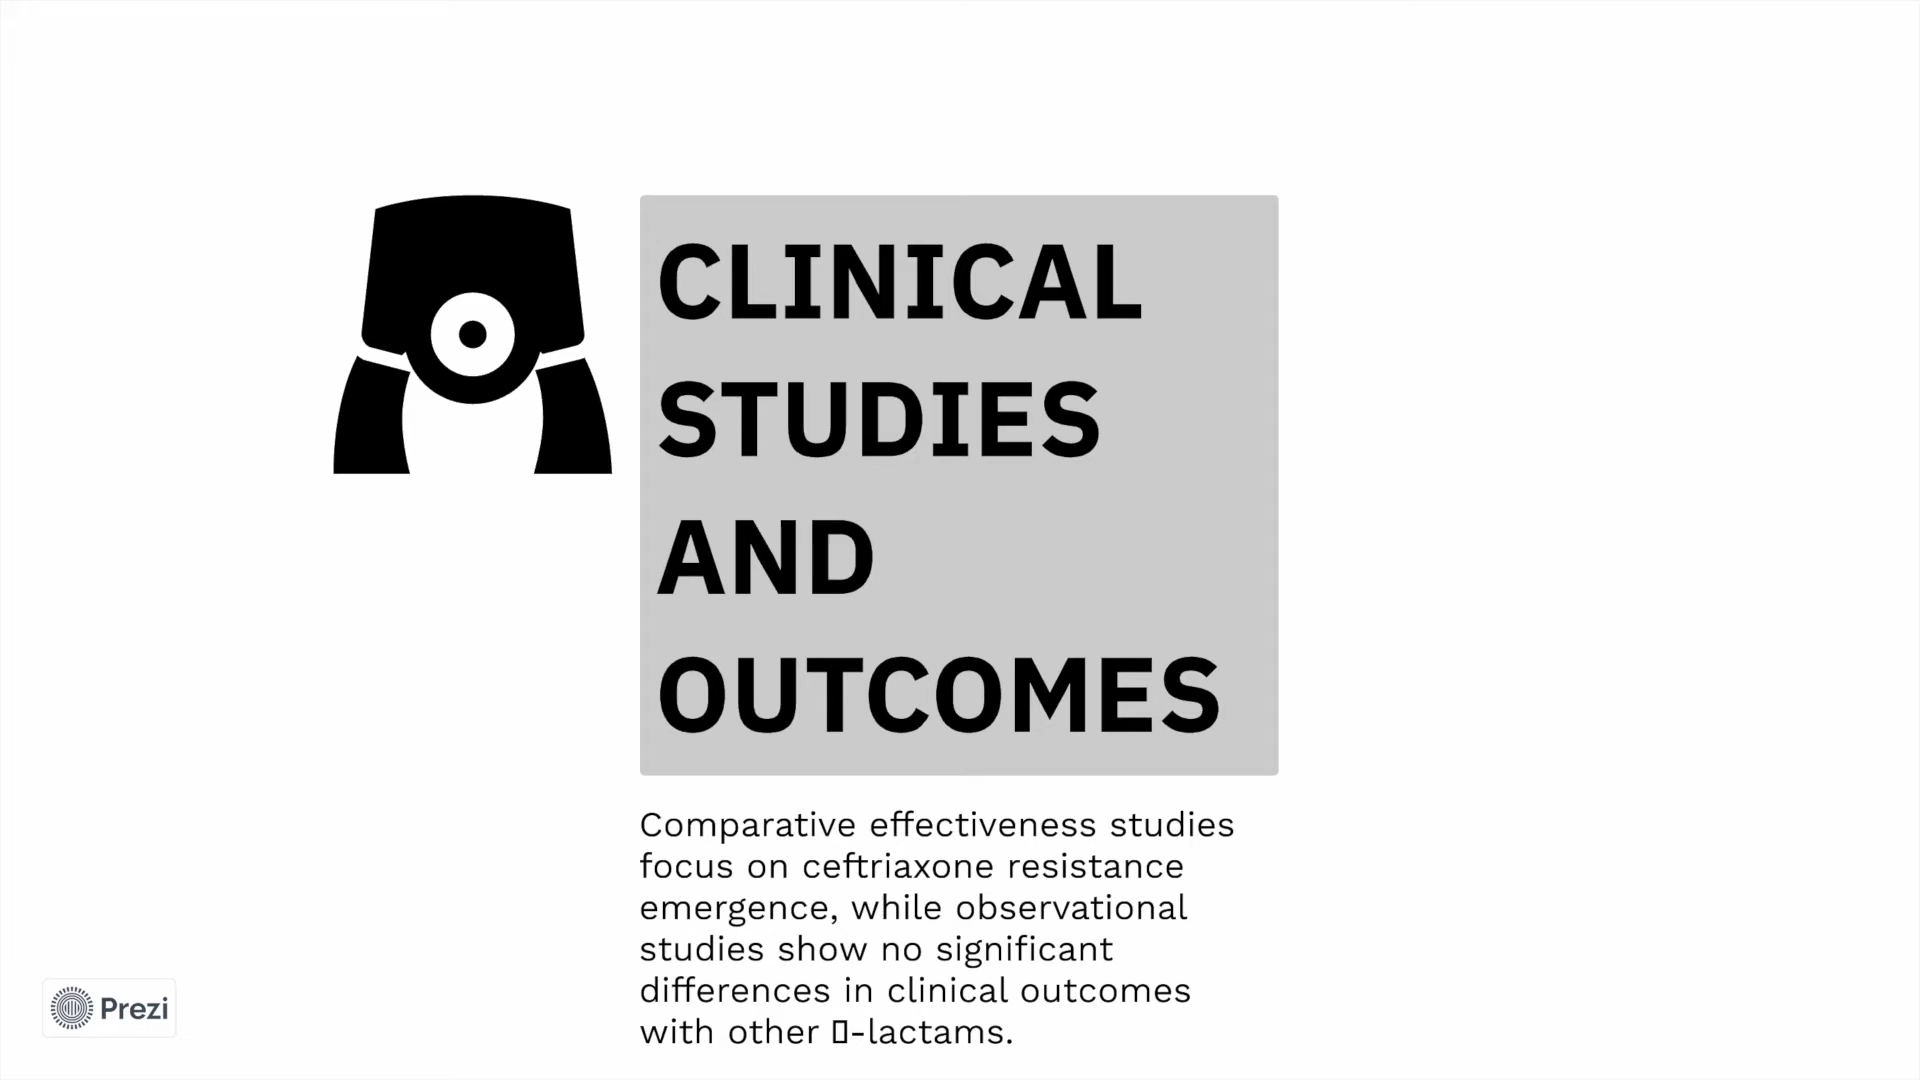 CLINICAL
STUDIES
AND
OUTCOMES
Comparative effectiveness studies
focus on ceftriaxone resistance
emergence, while observational
studies show no significant
differences in clinical outcomes
with other ▯-lactams.
Prezi